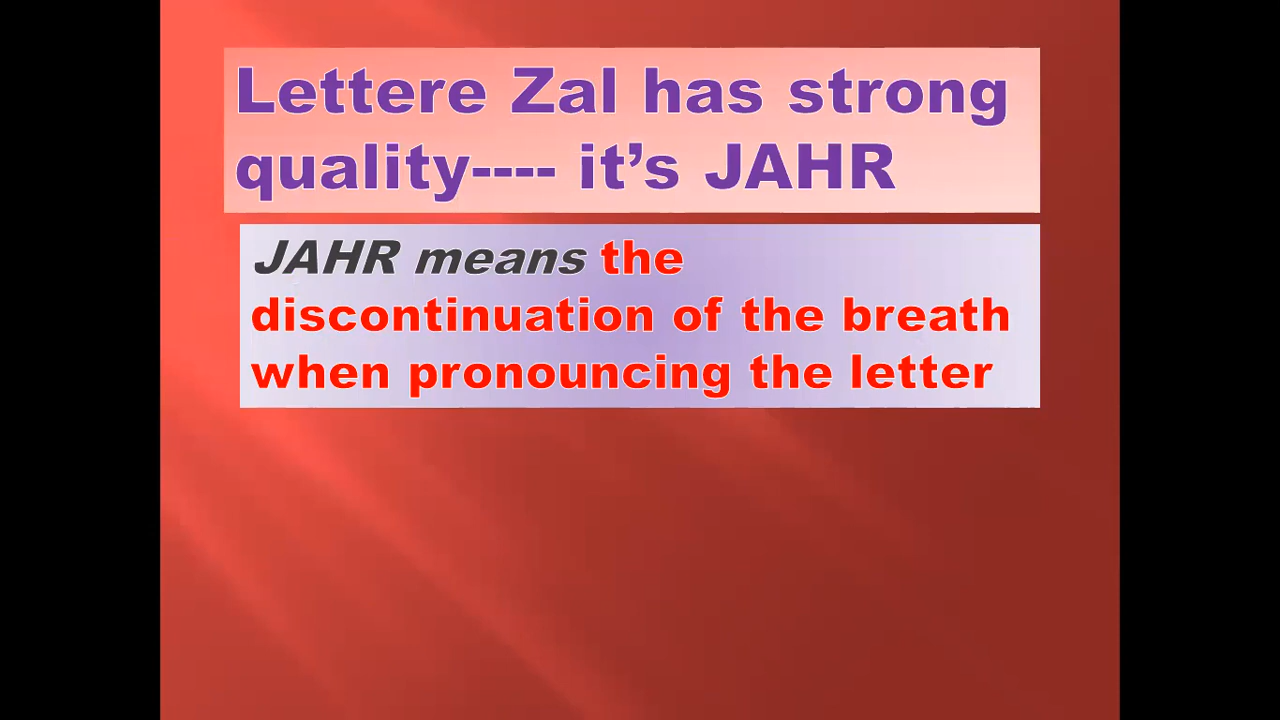 Lettere Zal has strong
quality---- it’s JAHR
JAHR means the
discontinuation of the breath
when pronouncing the letter